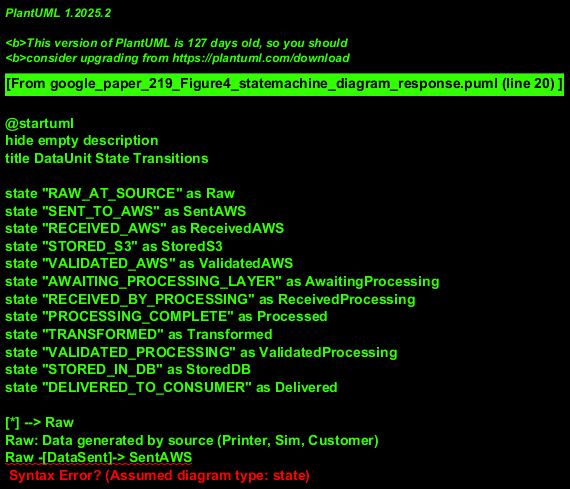 PlantUML 1.2025.2
<b>This version of PlantUML is 127 days old, so you should
<b>consider upgrading from https://plantuml.com/download
[From google_paper_219_Figure4_statemachine_diagram_response.puml (line 20) ]
@startuml
hide empty description
title DataUnit State Transitions
state "RAW_AT_SOURCE" as Raw
state "SENT_TO_AWS" as SentAWS
state "RECEIVED_AWS" as ReceivedAWS
state "STORED_S3" as StoredS3
state "VALIDATED_AWS" as ValidatedAWS
state "AWAITING_PROCESSING_LAYER" as AwaitingProcessing
state "RECEIVED_BY_PROCESSING" as ReceivedProcessing
state "PROCESSING_COMPLETE" as Processed
state "TRANSFORMED" as Transformed
state "VALIDATED_PROCESSING" as ValidatedProcessing
state "STORED_IN_DB" as StoredDB
state "DELIVERED_TO_CONSUMER" as Delivered
[*] --> Raw
Raw: Data generated by source (Printer, Sim, Customer)
Raw -[DataSent]-> SentAWS
Syntax Error? (Assumed diagram type: state)